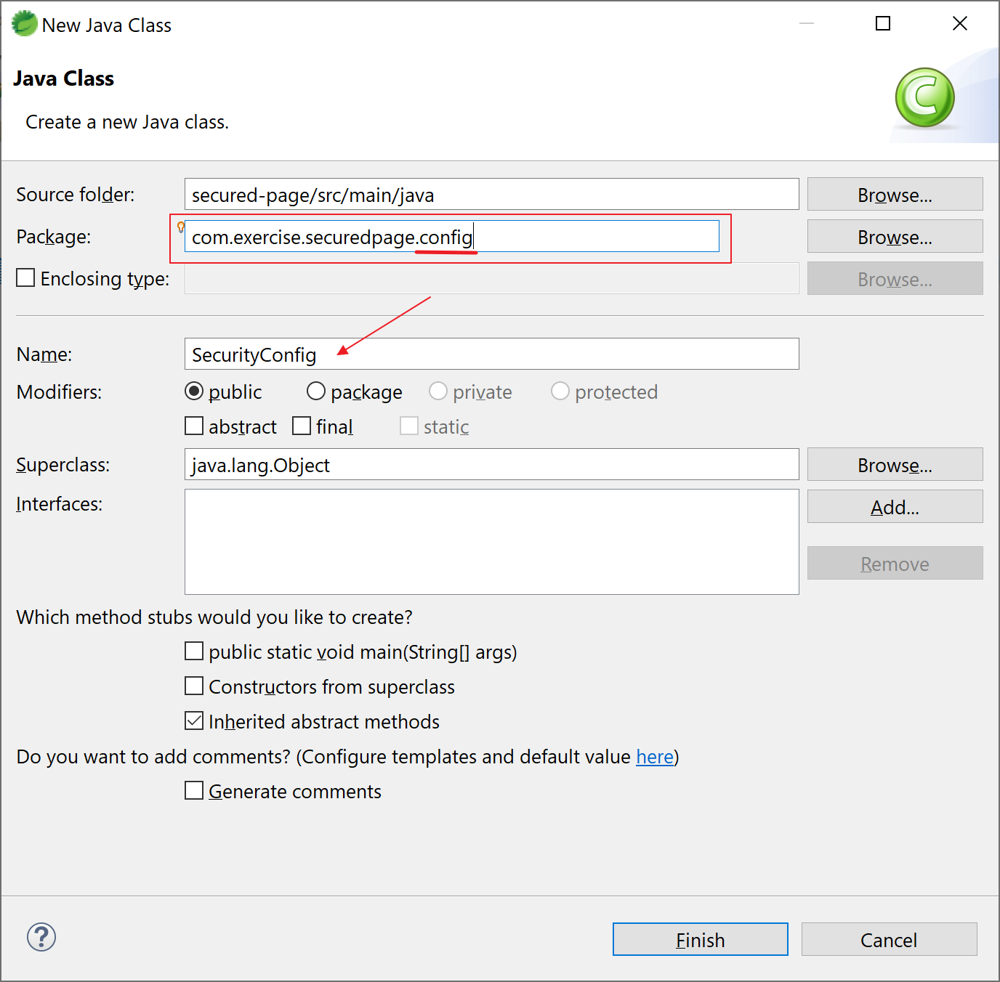 New Java Class
Java Class
Create a new Java class.
Source folder: secured-page/src/main/java Browse...
Package: com.exercise.securedpage.config Browse...
Enclosing type: Browse...
Name: SecurityConfig
Modifiers: public package private protected
abstract final static
Superclass: java.lang.Object Browse...
Interfaces: Add...
Remove
Which method stubs would you like to create?
public static void main(String[] args)
Constructors from superclass
Inherited abstract methods
Do you want to add comments? (Configure templates and default value here)
Generate comments
? Finish Cancel